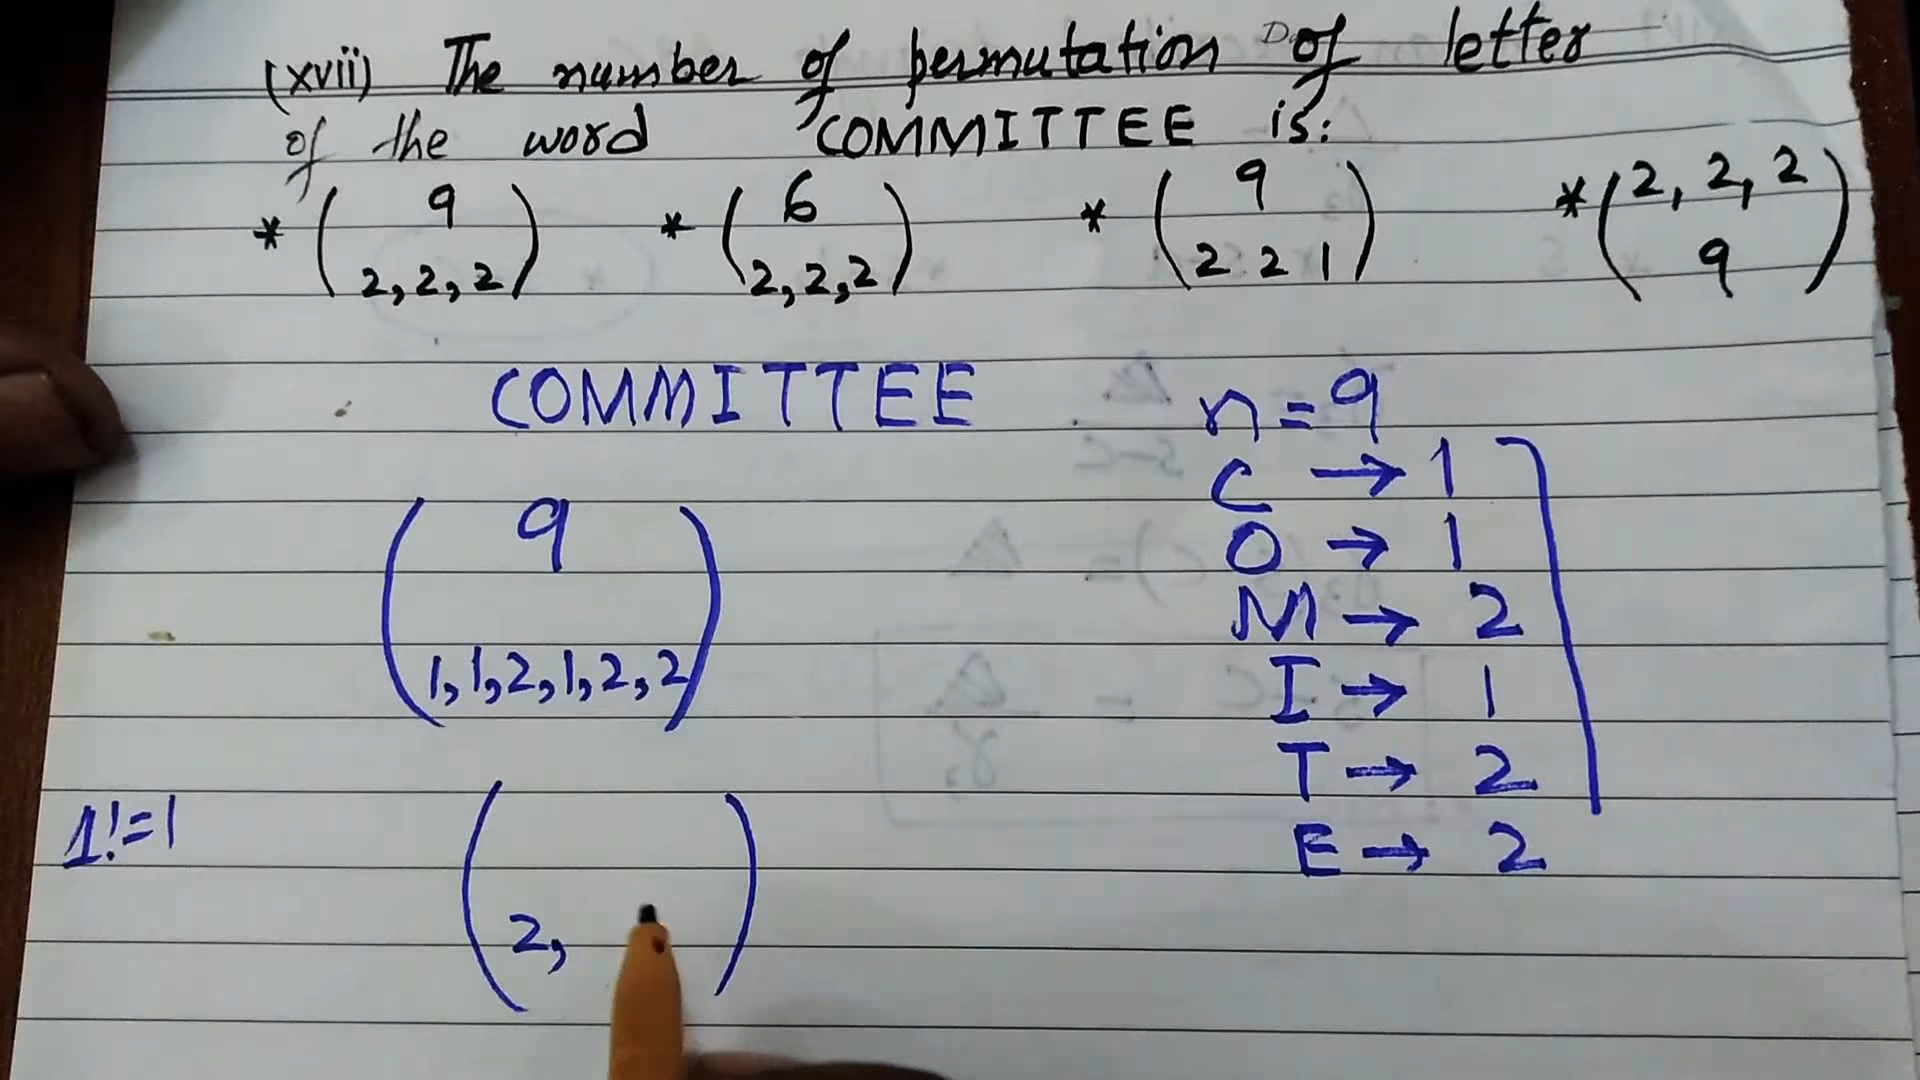 (xvii) The number of permutation of letter
of the word COMMITTEE is:
* (9 / 2, 2, 2) * (6 / 2, 2, 2) * (9 / 2 2 1) * (2, 2, 2 / 9)
COMMITTEE
n = 9
C → 1
O → 1
M → 2
I → 1
T → 2
E → 2
(9 / 1, 1, 2, 1, 2, 2)
1! = 1
( 2, )